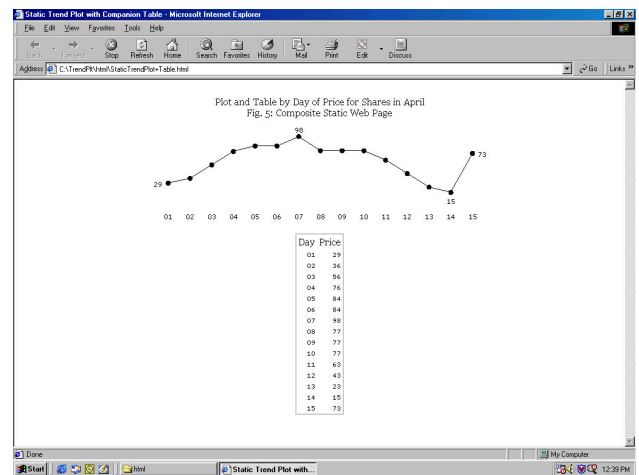 Static Trend Plot with Companion Table - Microsoft Internet Explorer
File Edit View Favorites Tools Help
Back Forward Stop Refresh Home Search Favorites History Mail Print Edit Discuss
Address C:\TrendPlt\html\StaticTrendPlot+Table.html Go Links »
Plot and Table by Day of Price for Shares in April
Fig. 5: Composite Static Web Page
98
73
29
15
01 02 03 04 05 06 07 08 09 10 11 12 13 14 15
Day Price
01 29
02 36
03 56
04 76
05 84
06 84
07 98
08 77
09 77
10 77
11 63
12 43
13 23
14 15
15 73
Done My Computer
Start html Static Trend Plot with... 12:39 PM